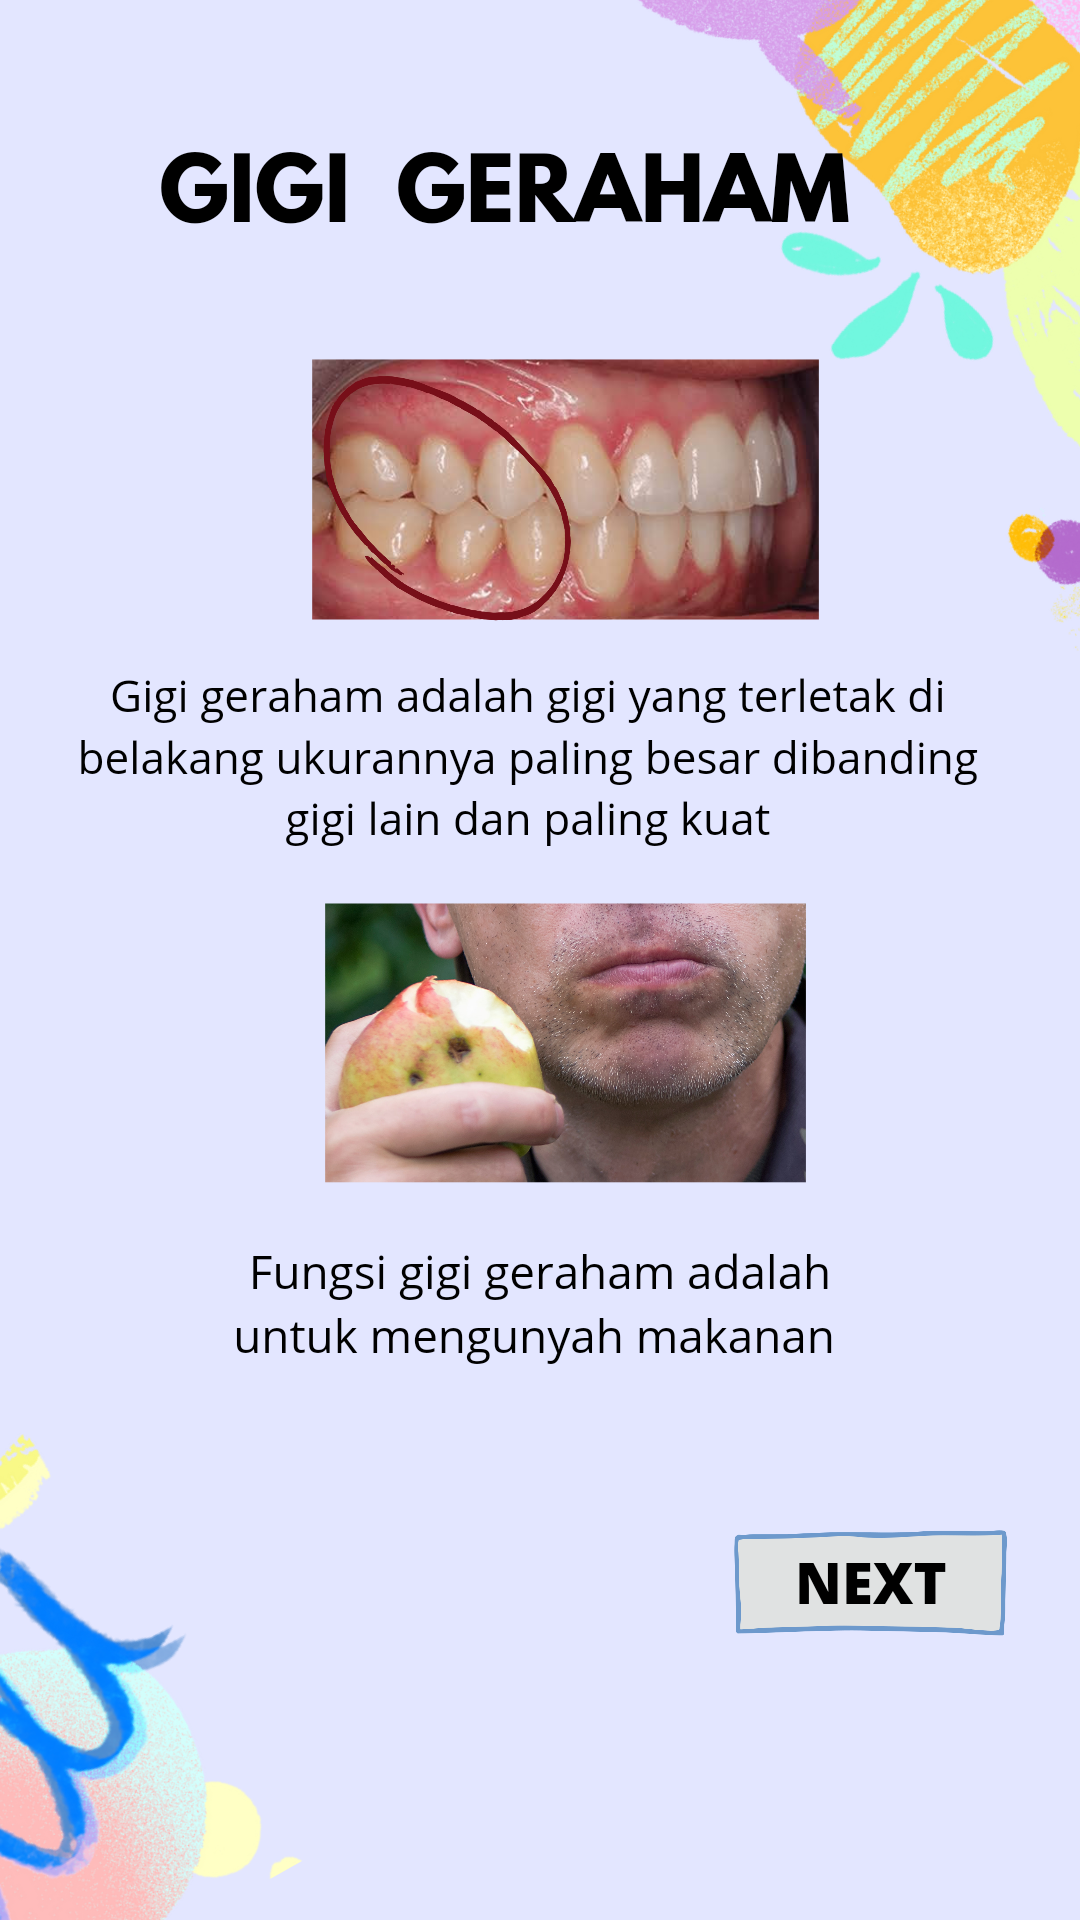 GIGI GERAHAM
Gigi geraham adalah gigi yang terletak di
belakang ukurannya paling besar dibanding
gigi lain dan paling kuat
Fungsi gigi geraham adalah
untuk mengunyah makanan
NEXT